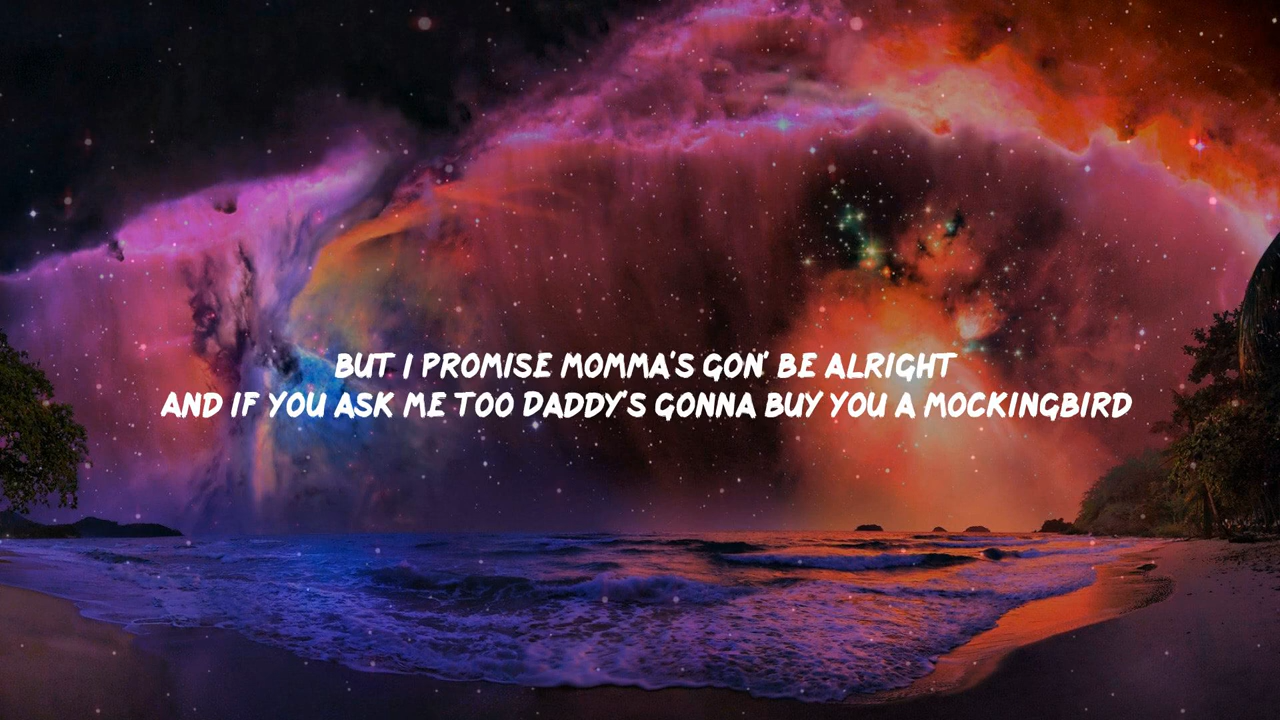 BUT I PROMISE MOMMA'S GON' BE ALRIGHT
AND IF YOU ASK ME TOO DADDY'S GONNA BUY YOU A MOCKINGBIRD